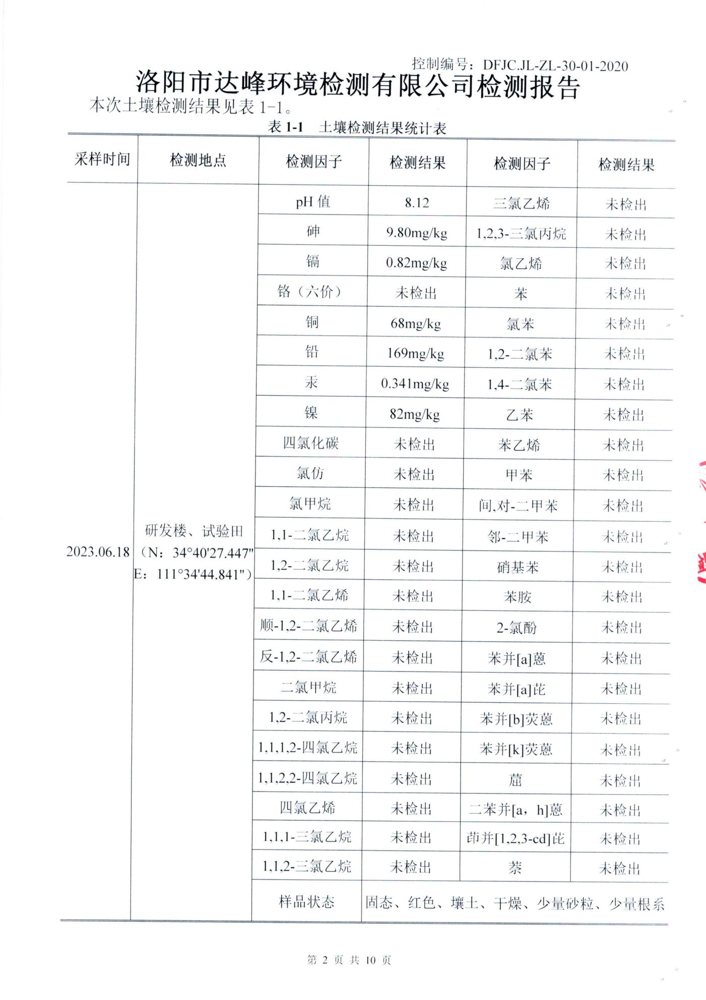 控制编号：DFJC.JL-ZL-30-01-2020
洛阳市达峰环境检测有限公司检测报告
本次土壤检测结果见表 1-1。
表 1-1 土壤检测结果统计表
采样时间 检测地点 检测因子 检测结果 检测因子 检测结果
pH 值 8.12 三氯乙烯 未检出
砷 9.80mg/kg 1,2,3-三氯丙烷 未检出
镉 0.82mg/kg 氯乙烯 未检出
铬（六价） 未检出 苯 未检出
铜 68mg/kg 氯苯 未检出
铅 169mg/kg 1,2-二氯苯 未检出
汞 0.341mg/kg 1,4-二氯苯 未检出
镍 82mg/kg 乙苯 未检出
四氯化碳 未检出 苯乙烯 未检出
氯仿 未检出 甲苯 未检出
氯甲烷 未检出 间,对-二甲苯 未检出
1,1-二氯乙烷 未检出 邻-二甲苯 未检出
1,2-二氯乙烷 未检出 硝基苯 未检出
1,1-二氯乙烯 未检出 苯胺 未检出
顺-1,2-二氯乙烯 未检出 2-氯酚 未检出
反-1,2-二氯乙烯 未检出 苯并[a]蒽 未检出
二氯甲烷 未检出 苯并[a]芘 未检出
1,2-二氯丙烷 未检出 苯并[b]荧蒽 未检出
1,1,1,2-四氯乙烷 未检出 苯并[k]荧蒽 未检出
1,1,2,2-四氯乙烷 未检出 䓛 未检出
四氯乙烯 未检出 二苯并[a，h]蒽 未检出
1,1,1-三氯乙烷 未检出 茚并[1,2,3-cd]芘 未检出
1,1,2-三氯乙烷 未检出 萘 未检出
样品状态 固态、红色、壤土、干燥、少量砂粒、少量根系
2023.06.18
研发楼、试验田
（N：34°40'27.447"
E：111°34'44.841"）
第 2 页 共 10 页